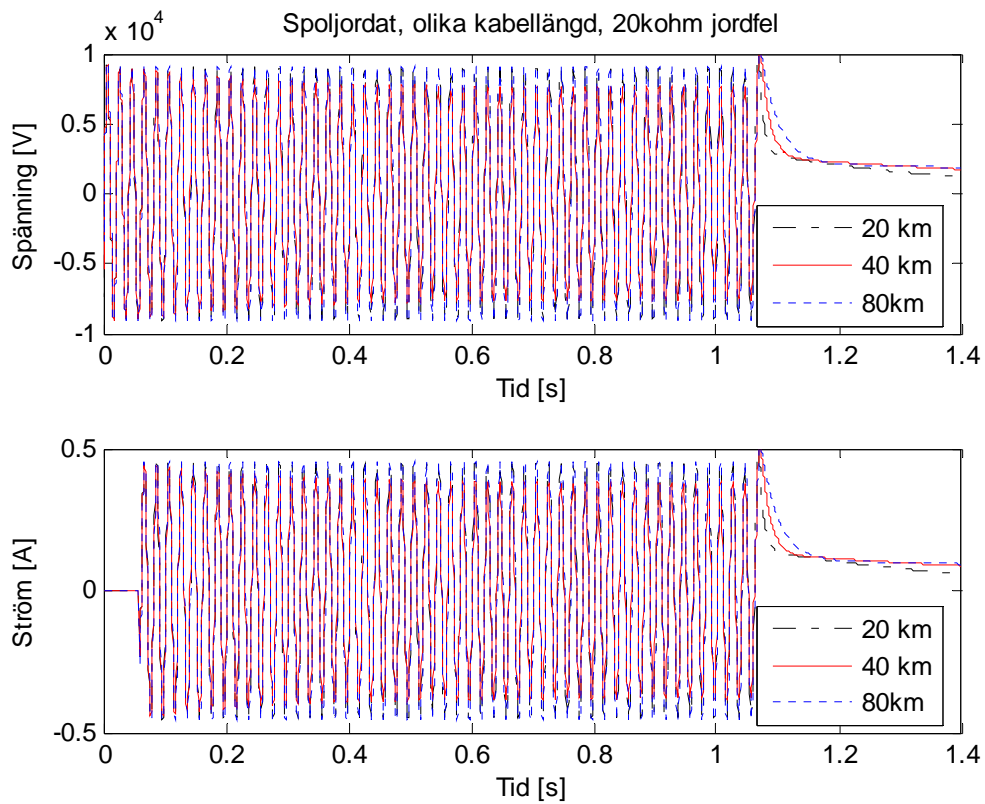 Spoljordat, olika kabellängd, 20kohm jordfel
x 10^4
Spänning [V]
1
0.5
0
-0.5
-1
0 0.2 0.4 0.6 0.8 1 1.2 1.4
Tid [s]
20 km
40 km
80km
Ström [A]
0.5
0
-0.5
0 0.2 0.4 0.6 0.8 1 1.2 1.4
Tid [s]
20 km
40 km
80km